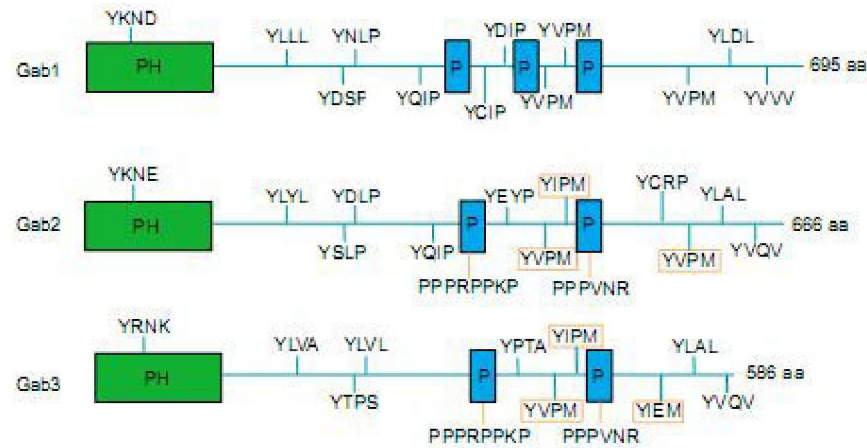 YKND YLLL YNLP YDIP YVPM YLDL
Gab1 PH P P P 695 aa
YDSF YQIP YCIP YVPM YVPM YVVV
YKNE YLYL YDLP YEYP YIPM YCRP YLAL
Gab2 PH P P 666 aa
YSLP YQIP YVPM YVPM YVQV
PPPRPPKP PPPVNR
YRNK YLVA YLVL YPTA YIPM YLAL
Gab3 PH P P 586 aa
YTPS YVPM YIEM YVQV
PPPRPPKP PPPVNR